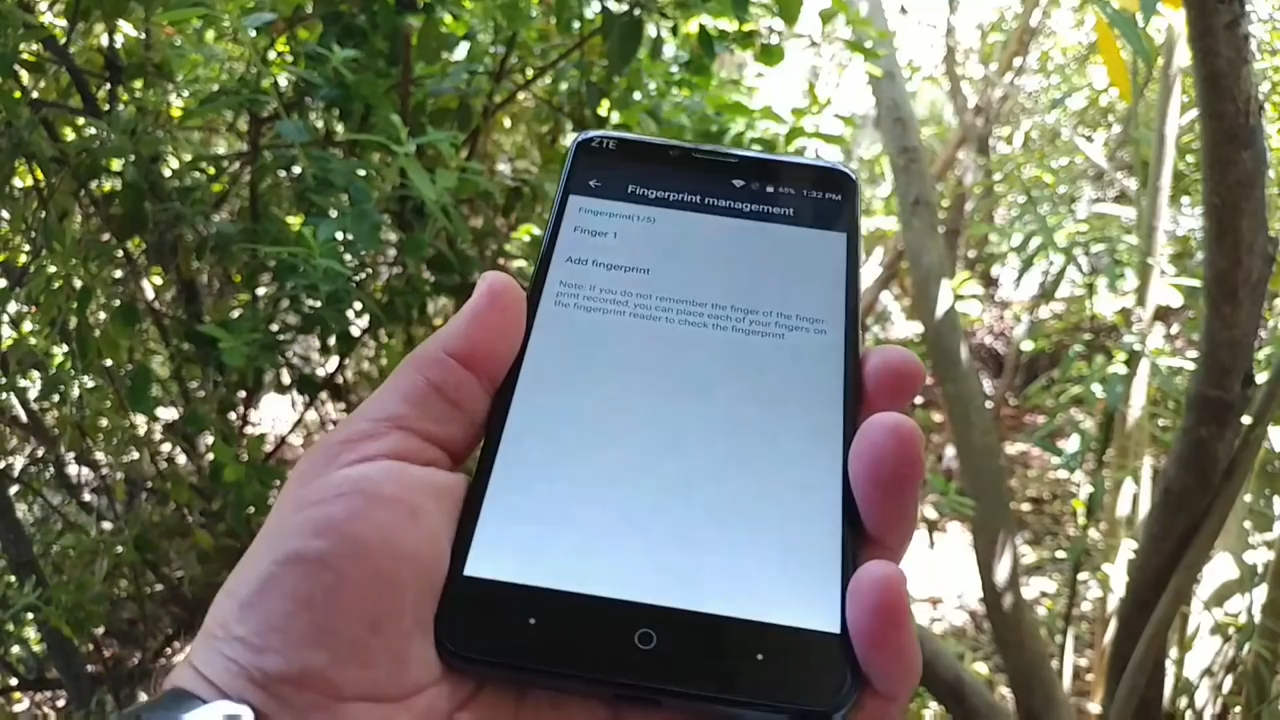 ZTE
65% 1:32 PM
Fingerprint management
Fingerprint(1/5)
Finger 1
Add fingerprint
Note: If you do not remember the finger of the finger-
print recorded, you can place each of your fingers on
the fingerprint reader to check the fingerprint.